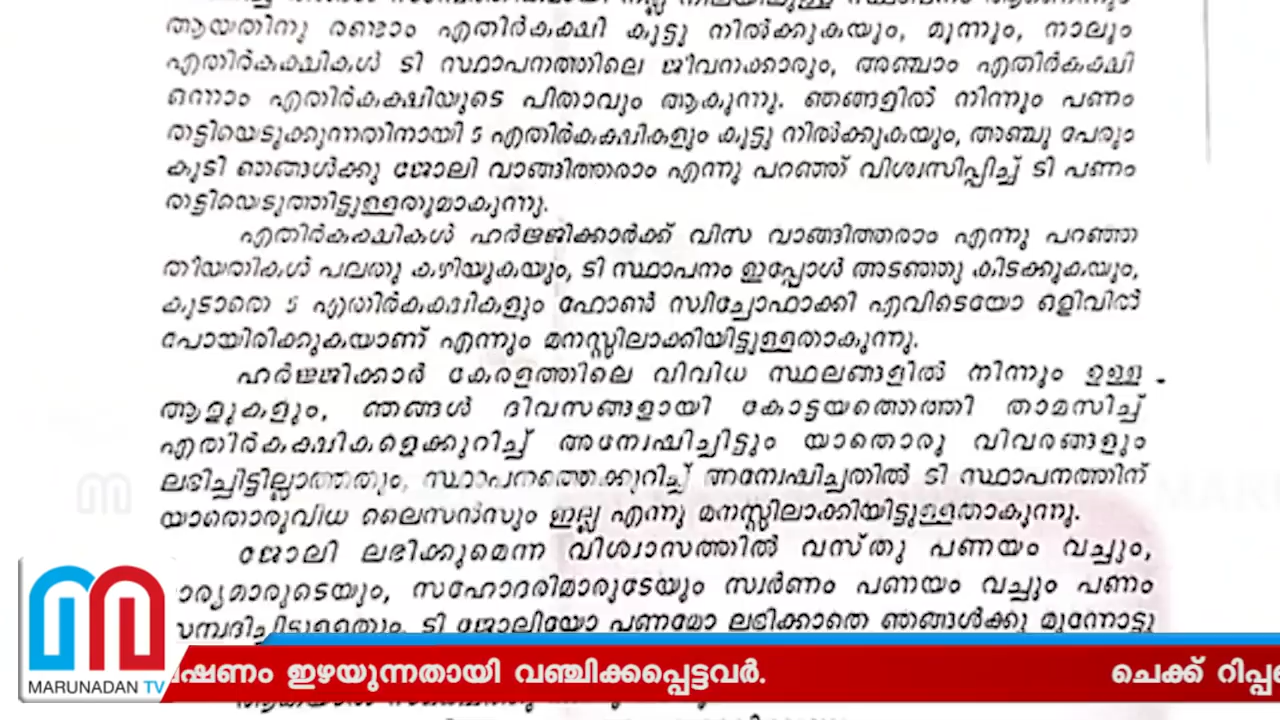 ആയതിനു രണ്ടാം എതിർകക്ഷി കൂട്ടു നിൽക്കുകയും, മൂന്നും, നാലും
എതിർകക്ഷികൾ ടി സ്ഥാപനത്തിലെ ജീവനക്കാരും, അഞ്ചാം എതിർകക്ഷി
ഒന്നാം എതിർകക്ഷിയുടെ പിതാവും ആകുന്നു. ഞങ്ങളിൽ നിന്നും പണം
തട്ടിയെടുക്കുന്നതിനായി 5 എതിർകക്ഷികളും കൂട്ടു നിൽക്കുകയും, അഞ്ചു പേരും
കൂടി ഞങ്ങൾക്കു ജോലി വാങ്ങിത്തരാം എന്നു പറഞ്ഞ് വിശ്വസിപ്പിച്ച് ടി പണം
തട്ടിയെടുത്തിട്ടുള്ളതുമാകുന്നു.
എതിർകക്ഷികൾ ഹർജ്ജിക്കാർക്ക് വിസ വാങ്ങിത്തരാം എന്നു പറഞ്ഞ
തീയതികൾ പലതു കഴിയുകയും, ടി സ്ഥാപനം ഇപ്പോൾ അടഞ്ഞു കിടക്കുകയും,
കൂടാതെ 5 എതിർകക്ഷികളും ഫോൺ സ്വിച്ചോഫാക്കി എവിടെയോ ഒളിവിൽ
പോയിരിക്കുകയാണ് എന്നും മനസ്സിലാക്കിയിട്ടുള്ളതാകുന്നു.
ഹർജ്ജിക്കാർ കേരളത്തിലെ വിവിധ സ്ഥലങ്ങളിൽ നിന്നും ഉള്ള
ആളുകളും, ഞങ്ങൾ ദിവസങ്ങളായി കോട്ടയത്തെത്തി താമസിച്ച്
എതിർകക്ഷികളെക്കുറിച്ച് അന്വേഷിച്ചിട്ടും യാതൊരു വിവരങ്ങളും
ലഭിച്ചിട്ടില്ലാത്തതും, സ്ഥാപനത്തെക്കുറിച്ച് അന്വേഷിച്ചതിൽ ടി സ്ഥാപനത്തിന്
യാതൊരുവിധ ലൈസൻസും ഇല്ല എന്നു മനസ്സിലാക്കിയിട്ടുള്ളതാകുന്നു.
ജോലി ലഭിക്കുമെന്ന വിശ്വാസത്തിൽ വസ്തു പണയം വച്ചും,
ാര്യമാരുടെയും, സഹോദരിമാരുടേയും സ്വർണം പണയം വച്ചും പണം
സമ്പദിച്ചിട്ടുള്ളതും, ടി ജോലിയോ പണമോ ലഭിക്കാതെ ഞങ്ങൾക്കു മുന്നോട്ടു
MARUNADAN TV
ഷണം ഇഴയുന്നതായി വഞ്ചിക്കപ്പെട്ടവർ.
ചെക്ക്